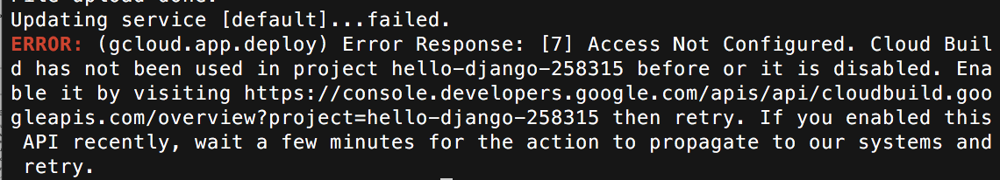 File upload done.
Updating service [default]...failed.
ERROR: (gcloud.app.deploy) Error Response: [7] Access Not Configured. Cloud Buil
d has not been used in project hello-django-258315 before or it is disabled. Ena
ble it by visiting https://console.developers.google.com/apis/api/cloudbuild.goo
gleapis.com/overview?project=hello-django-258315 then retry. If you enabled this
 API recently, wait a few minutes for the action to propagate to our systems and
 retry.